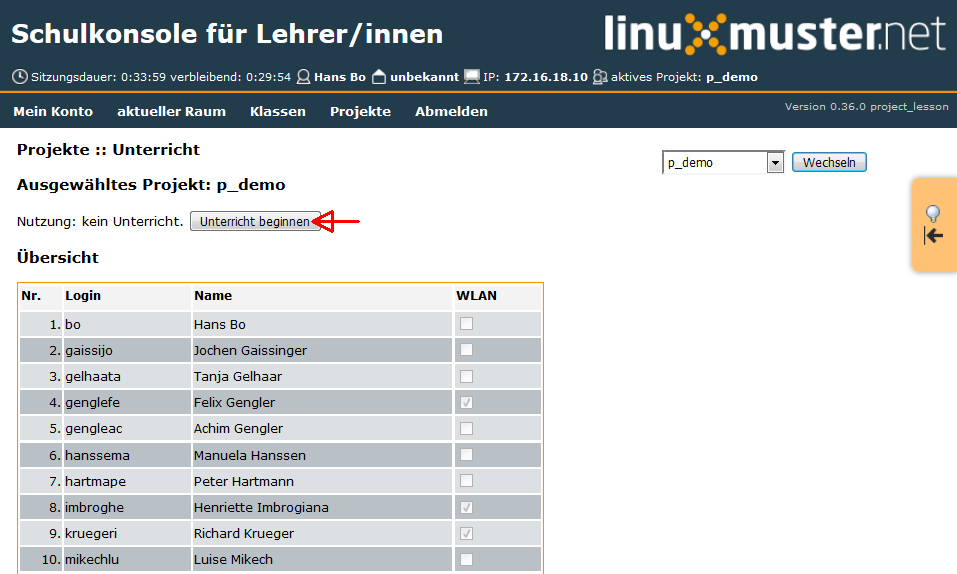 Schulkonsole für Lehrer/innen
linuxmuster.net
Sitzungsdauer: 0:33:59 verbleibend: 0:29:54 Hans Bo unbekannt IP: 172.16.18.10 aktives Projekt: p_demo
Mein Konto aktueller Raum Klassen Projekte Abmelden
Version 0.36.0 project_lesson
Projekte :: Unterricht
p_demo Wechseln
Ausgewähltes Projekt: p_demo
Nutzung: kein Unterricht. Unterricht beginnen
Übersicht
Nr. Login Name WLAN
1. bo Hans Bo
2. gaissijo Jochen Gaissinger
3. gelhaata Tanja Gelhaar
4. genglefe Felix Gengler
5. gengleac Achim Gengler
6. hanssema Manuela Hanssen
7. hartmape Peter Hartmann
8. imbroghe Henriette Imbrogiana
9. kruegeri Richard Krueger
10. mikechlu Luise Mikech